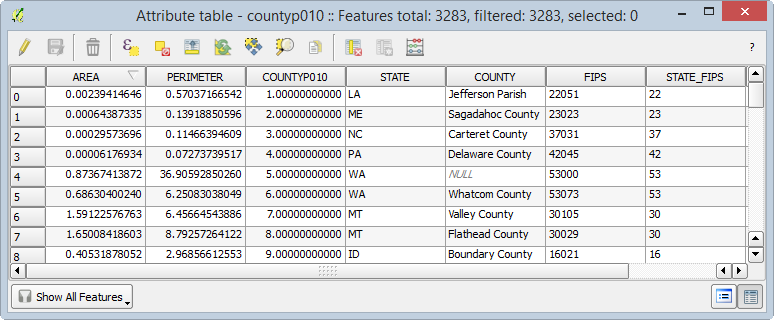 Attribute table - countyp010 :: Features total: 3283, filtered: 3283, selected: 0
?
AREA PERIMETER COUNTYP010 STATE COUNTY FIPS STATE_FIPS
0 0.00239414646 0.57037166542 1.00000000000 LA Jefferson Parish 22051 22
1 0.00064387335 0.13918850596 2.00000000000 ME Sagadahoc County 23023 23
2 0.00029573696 0.11466394609 3.00000000000 NC Carteret County 37031 37
3 0.00006176934 0.07273739517 4.00000000000 PA Delaware County 42045 42
4 0.87367413872 36.90592850260 5.00000000000 WA NULL 53000 53
5 0.68630400240 6.25083038049 6.00000000000 WA Whatcom County 53073 53
6 1.59122576763 6.45664543886 7.00000000000 MT Valley County 30105 30
7 1.65008418603 8.79257264122 8.00000000000 MT Flathead County 30029 30
8 0.40531878052 2.96856612553 9.00000000000 ID Boundary County 16021 16
Show All Features